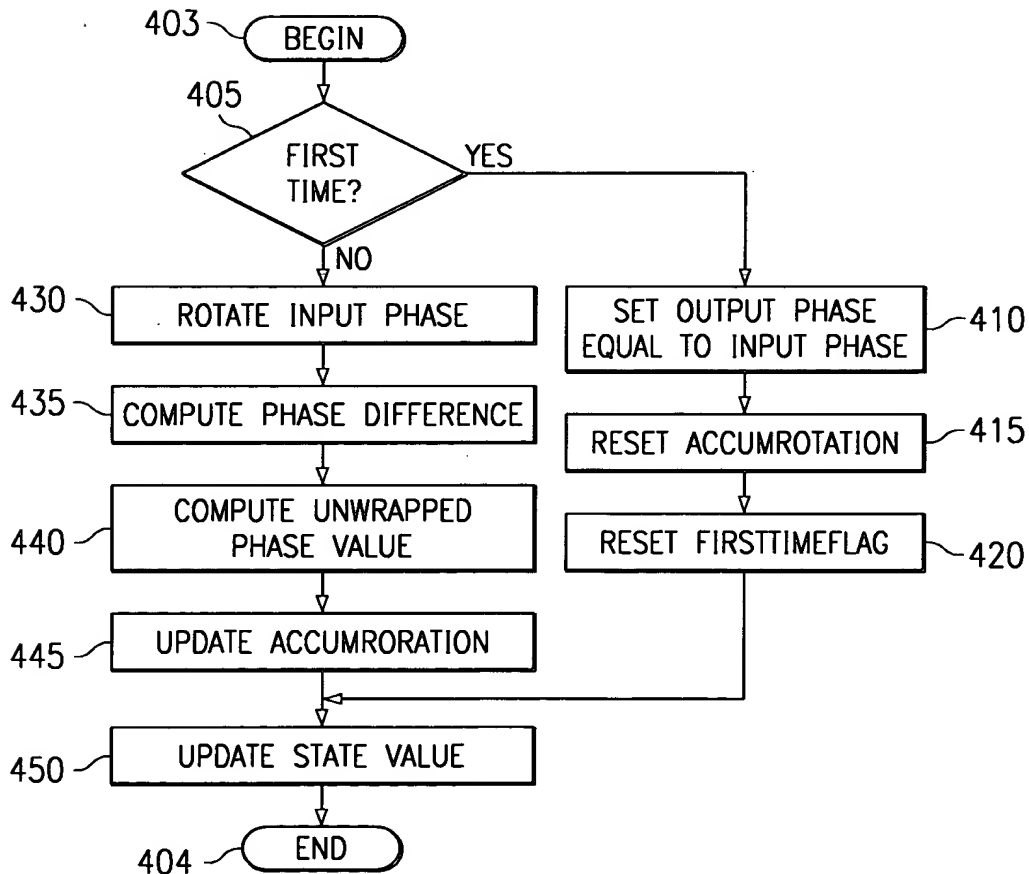 403
BEGIN
405
FIRST
TIME?
YES
NO
430
ROTATE INPUT PHASE
SET OUTPUT PHASE
EQUAL TO INPUT PHASE
410
435
COMPUTE PHASE DIFFERENCE
RESET ACCUMROTATION
415
440
COMPUTE UNWRAPPED
PHASE VALUE
RESET FIRSTTIMEFLAG
420
445
UPDATE ACCUMRORATION
450
UPDATE STATE VALUE
404
END